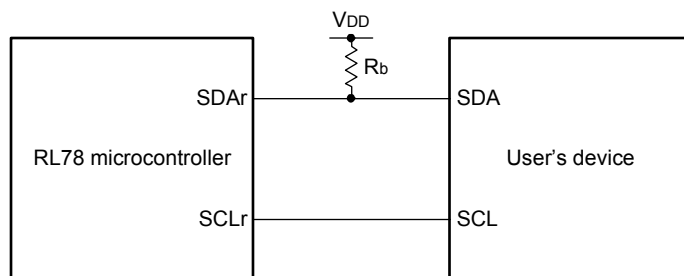 VDD
Rb
SDAr
SDA
RL78 microcontroller
User's device
SCLr
SCL